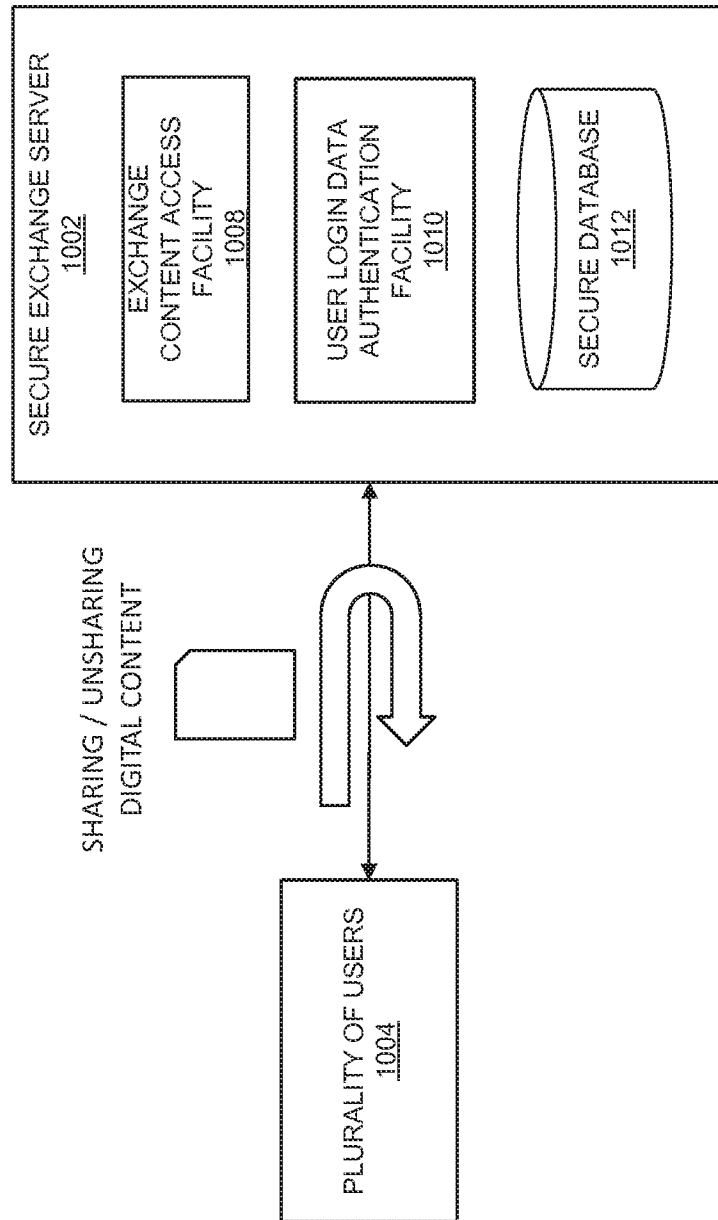 SECURE EXCHANGE SERVER
1002
EXCHANGE
CONTENT ACCESS
FACILITY
1008
USER LOGIN DATA
AUTHENTICATION
FACILITY
1010
SECURE DATABASE
1012
SHARING / UNSHARING
DIGITAL CONTENT
PLURALITY OF USERS
1004